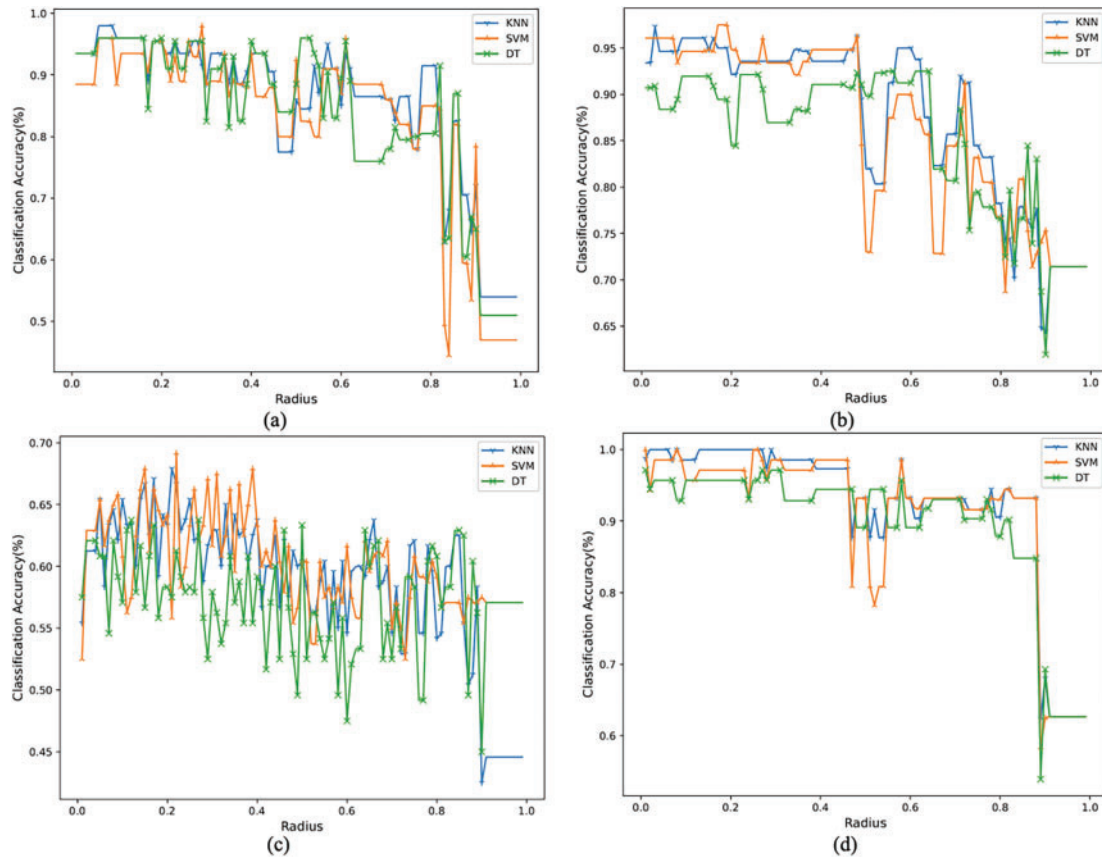 1.0
0.9
0.8
0.7
0.6
0.5
Classification Accuracy(%)
KNN
SVM
DT
0.0 0.2 0.4 0.6 0.8 1.0
Radius
(a)
0.95
0.90
0.85
0.80
0.75
0.70
0.65
Classification Accuracy(%)
KNN
SVM
DT
0.0 0.2 0.4 0.6 0.8 1.0
Radius
(b)
0.70
0.65
0.60
0.55
0.50
0.45
Classification Accuracy(%)
KNN
SVM
DT
0.0 0.2 0.4 0.6 0.8 1.0
Radius
(c)
1.0
0.9
0.8
0.7
0.6
Classification Accuracy(%)
KNN
SVM
DT
0.0 0.2 0.4 0.6 0.8 1.0
Radius
(d)